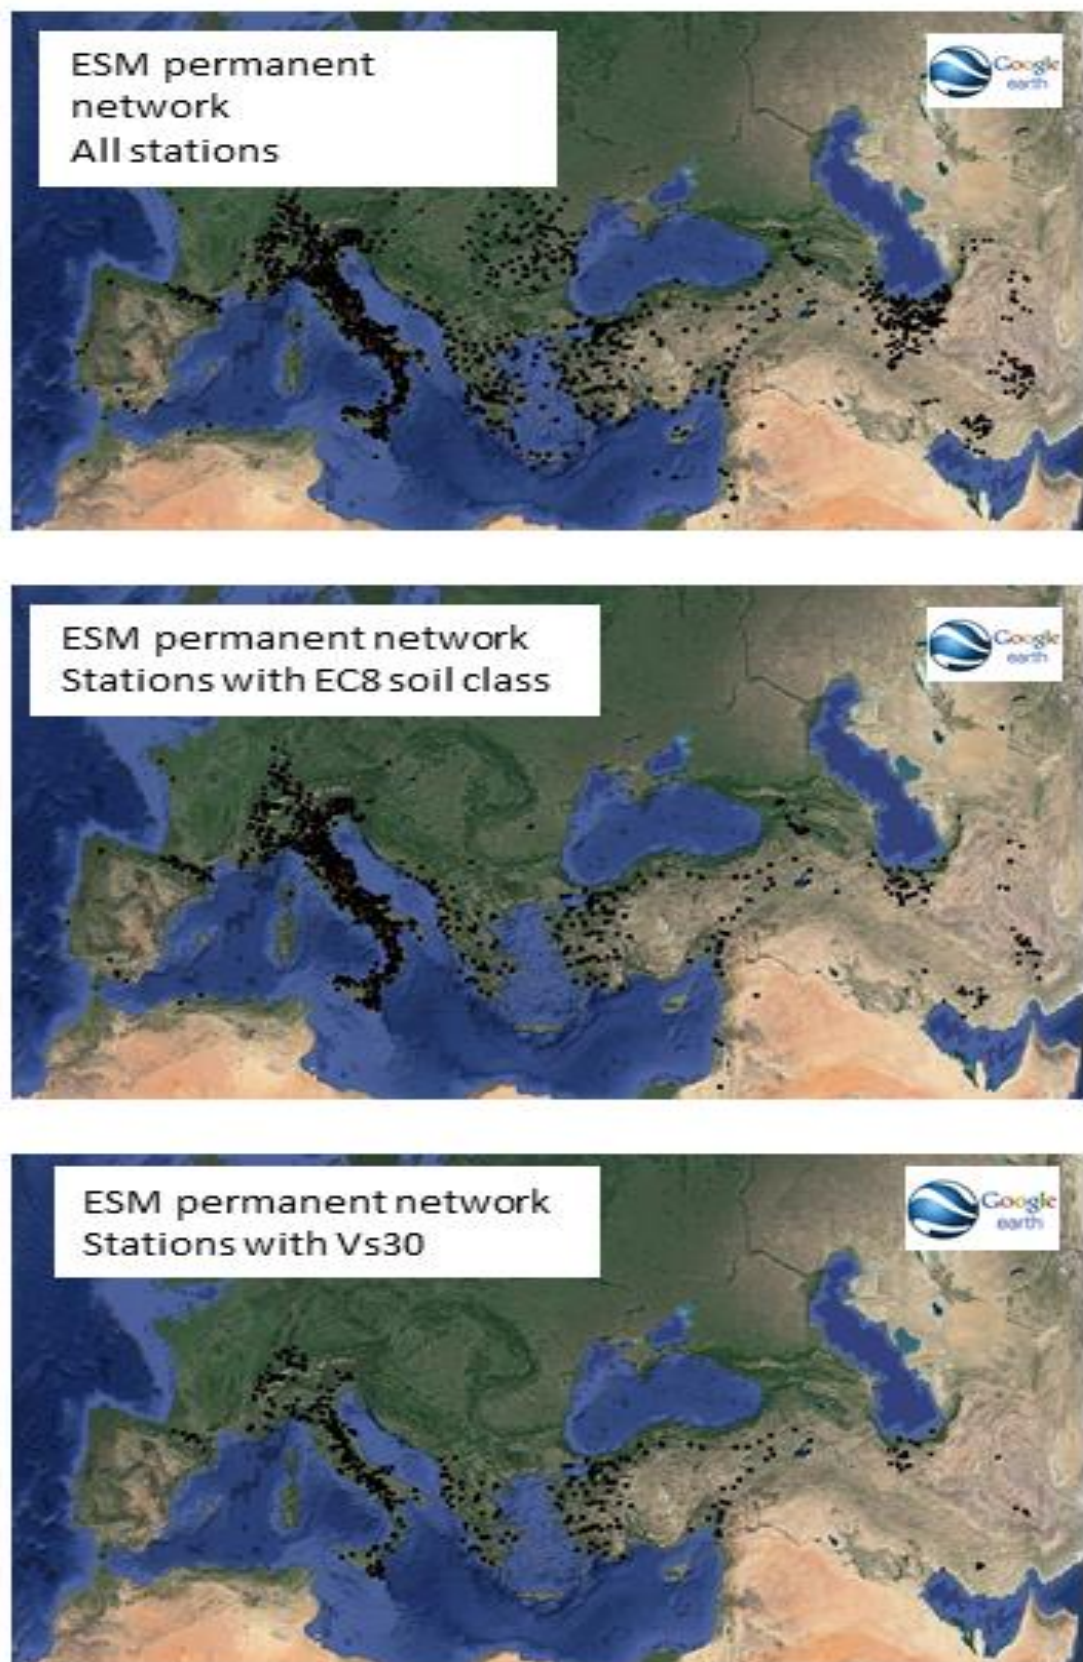 ESM permanent
network
All stations
Google
earth
ESM permanent network
Stations with EC8 soil class
Google
earth
ESM permanent network
Stations with Vs30
Google
earth